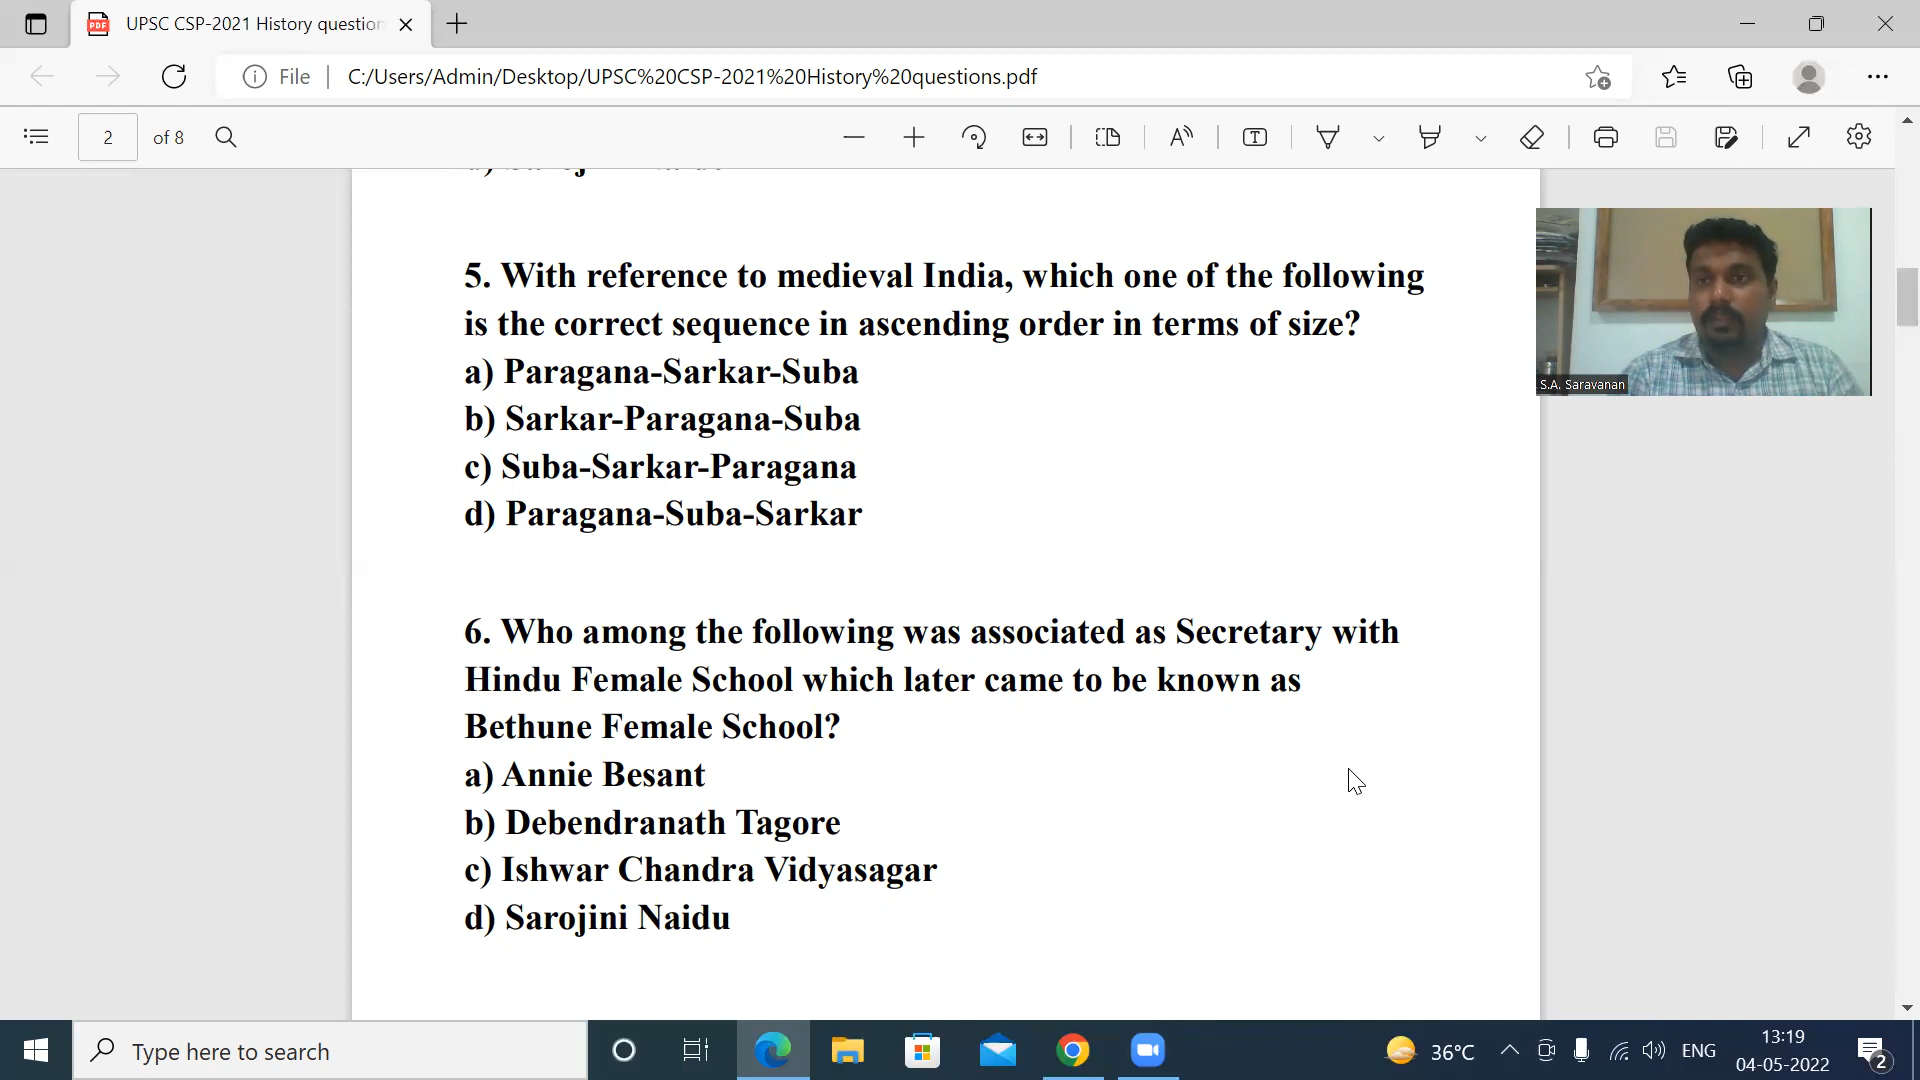 UPSC CSP-2021 History question
File
C:/Users/Admin/Desktop/UPSC%20CSP-2021%20History%20questions.pdf
2 of 8
5. With reference to medieval India, which one of the following
is the correct sequence in ascending order in terms of size?
a) Paragana-Sarkar-Suba
b) Sarkar-Paragana-Suba
c) Suba-Sarkar-Paragana
d) Paragana-Suba-Sarkar
S.A. Saravanan
6. Who among the following was associated as Secretary with
Hindu Female School which later came to be known as
Bethune Female School?
a) Annie Besant
b) Debendranath Tagore
c) Ishwar Chandra Vidyasagar
d) Sarojini Naidu
Type here to search
36°C
ENG
13:19
04-05-2022
2